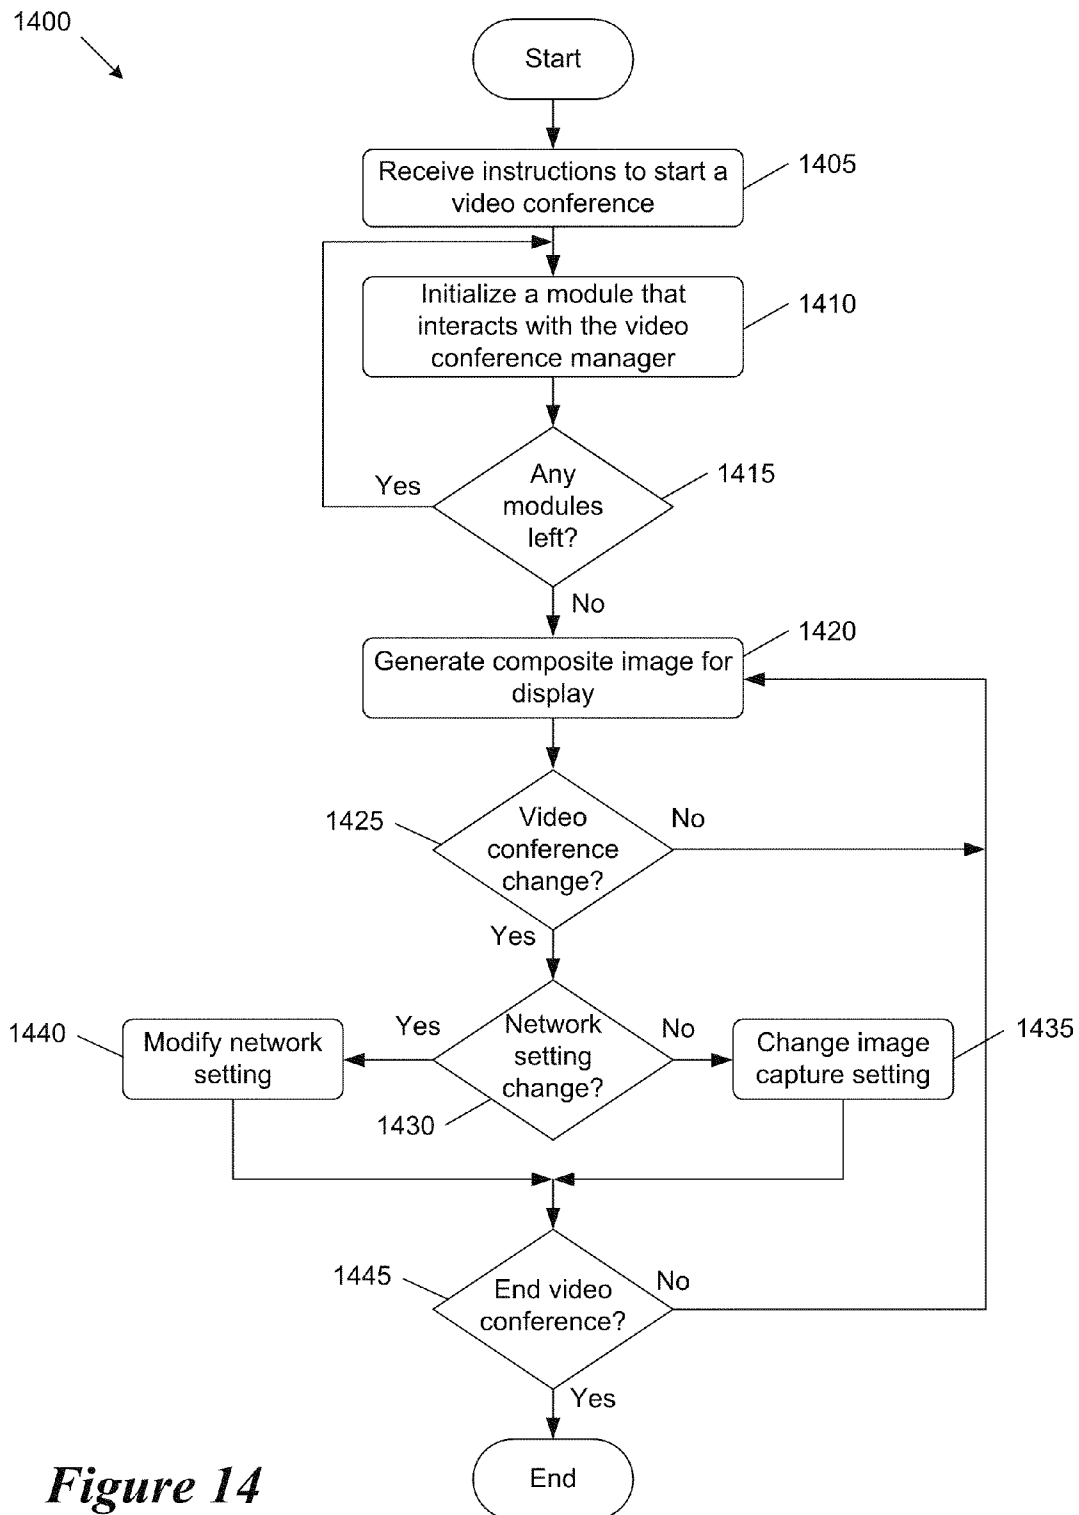 1400
Start
Receive instructions to start a
video conference
1405
Initialize a module that
interacts with the video
conference manager
1410
Yes
Any
modules
left?
1415
No
Generate composite image for
display
1420
1425
Video
conference
change?
No
Yes
1440
Modify network
setting
Yes
Network
setting
change?
No
Change image
capture setting
1435
1430
1445
End video
conference?
No
Yes
End
Figure 14